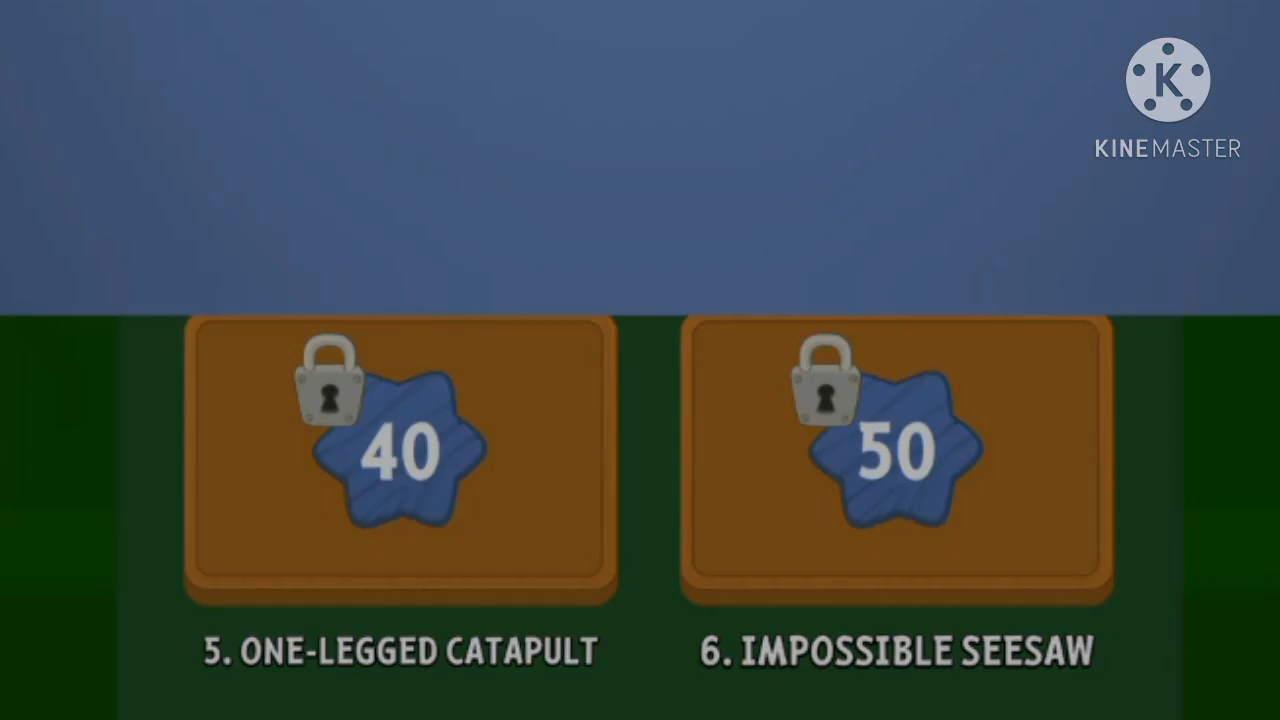 K
KINEMASTER
40
50
5. ONE-LEGGED CATAPULT
6. IMPOSSIBLE SEESAW